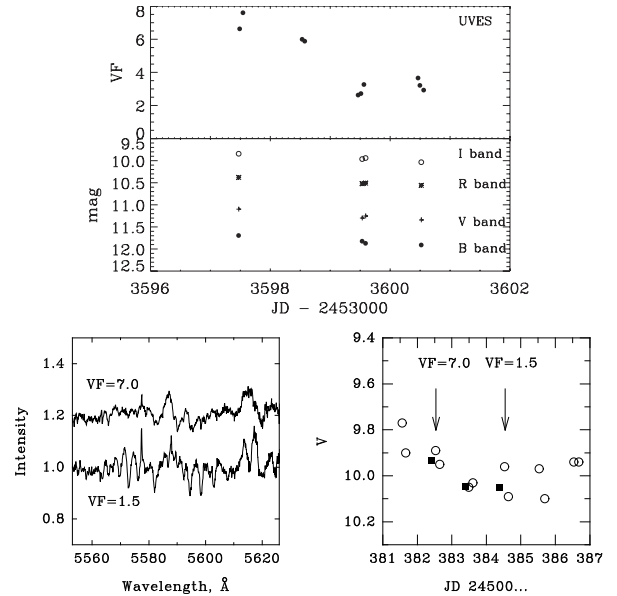 8
UVES
6
VF
4
2
0
9.5
10.0
I band
10.5
R band
mag
11.0
11.5
V band
12.0
B band
12.5
3596 3598 3600 3602
JD − 2453000
1.4
VF=7.0
1.2
Intensity
1.0
VF=1.5
0.8
5560 5580 5600 5620
Wavelength, Å
9.4
VF=7.0 VF=1.5
9.6
9.8
V
10.0
10.2
381 382 383 384 385 386 387
JD 24500...